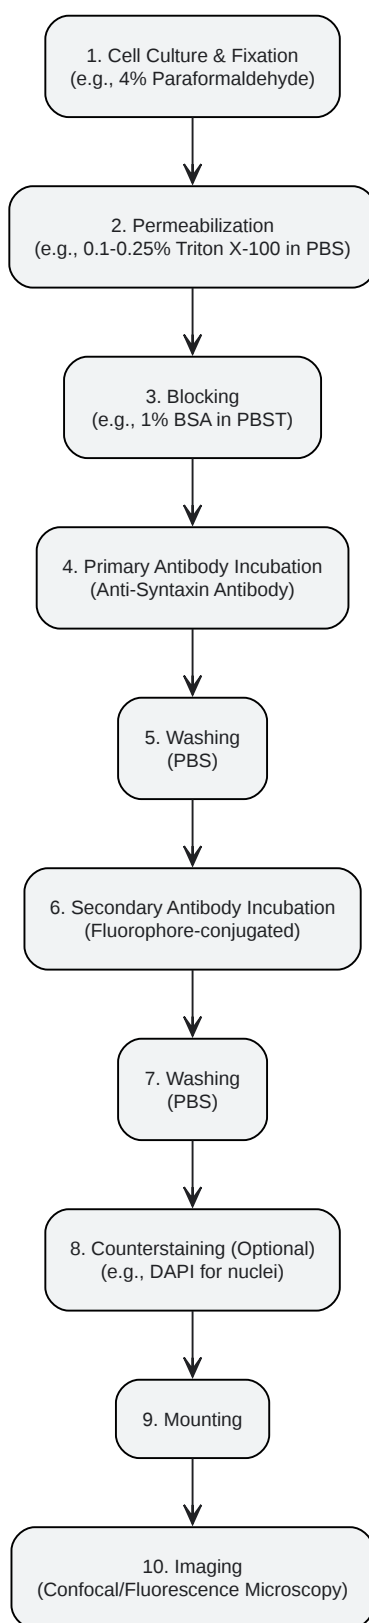 1. Cell Culture & Fixation
(e.g., 4% Paraformaldehyde)
2. Permeabilization
(e.g., 0.1-0.25% Triton X-100 in PBS)
3. Blocking
(e.g., 1% BSA in PBST)
4. Primary Antibody Incubation
(Anti-Syntaxin Antibody)
5. Washing
(PBS)
6. Secondary Antibody Incubation
(Fluorophore-conjugated)
7. Washing
(PBS)
8. Counterstaining (Optional)
(e.g., DAPI for nuclei)
9. Mounting
10. Imaging
(Confocal/Fluorescence Microscopy)